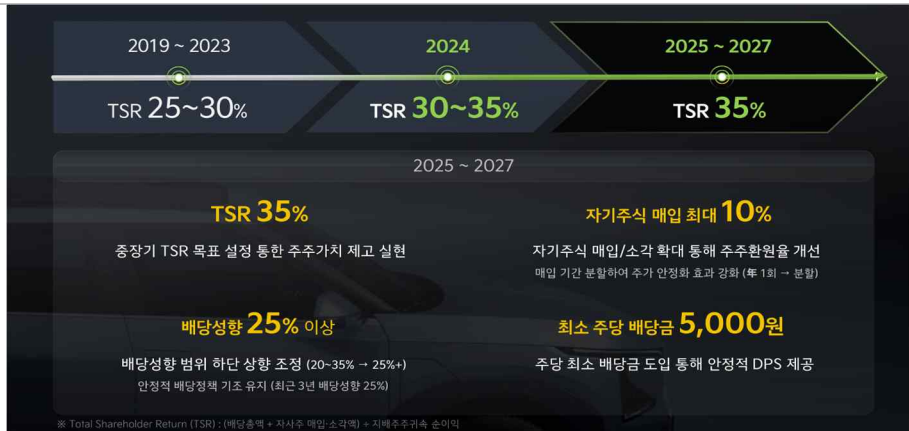 2019 ~ 2023
2024
2025 ~ 2027
TSR 25~30%
TSR 30~35%
TSR 35%
2025 ~ 2027
TSR 35%
중장기 TSR 목표 설정 통한 주주가치 제고 실현
자기주식 매입 최대 10%
자기주식 매입/소각 확대 통해 주주환원율 개선
매입 기간 분할하여 주가 안정화 효과 강화 (年 1회 → 분할)
배당성향 25% 이상
배당성향 범위 하단 상향 조정 (20~35% → 25%+)
안정적 배당정책 기조 유지 (최근 3년 배당성향 25%)
최소 주당 배당금 5,000원
주당 최소 배당금 도입 통해 안정적 DPS 제공
※ Total Shareholder Return (TSR) : (배당총액 + 자사주 매입·소각액) ÷ 지배주주귀속 순이익